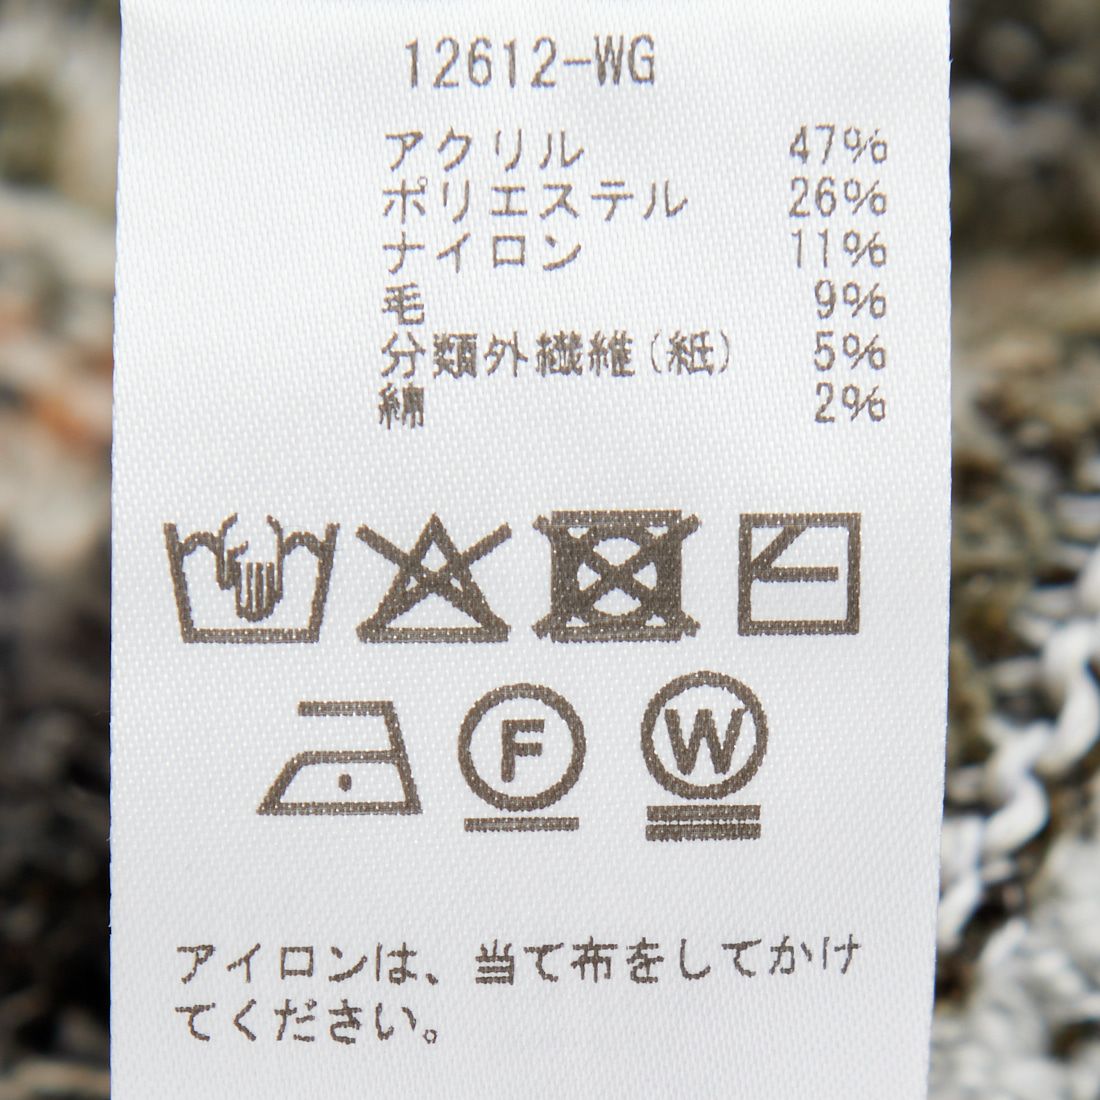 12612-WG
アクリル 47%
ポリエステル 26%
ナイロン 11%
毛 9%
分類外繊維(紙) 5%
綿 2%
F W
アイロンは、当て布をしてかけ
てください。